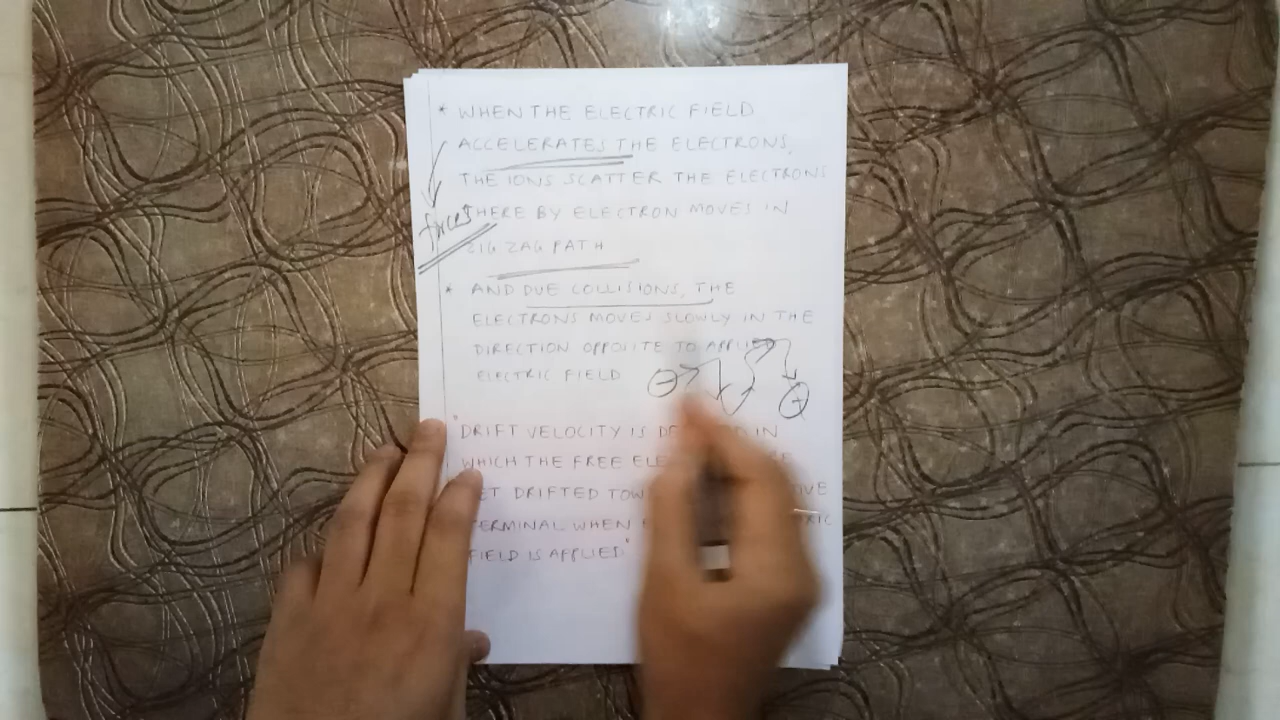 * WHEN THE ELECTRIC FIELD
ACCELERATES THE ELECTRONS,
THE IONS SCATTER THE ELECTRONS
THERE BY ELECTRON MOVES IN
ZIG ZAG PATH
* AND DUE COLLISIONS, THE
ELECTRONS MOVES SLOWLY IN THE
DIRECTION OPPOSITE TO APPLIED
ELECTRIC FIELD
"DRIFT VELOCITY IS IN
WHICH THE FREE
GET DRIFTED
TERMINAL WHEN
FIELD IS APPLIED"